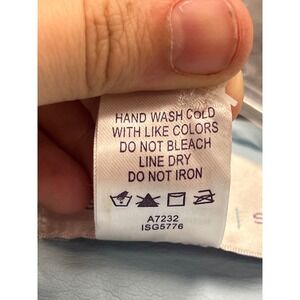 HAND WASH COLD
WITH LIKE COLORS
DO NOT BLEACH
LINE DRY
DO NOT IRON
A7232
ISG5776